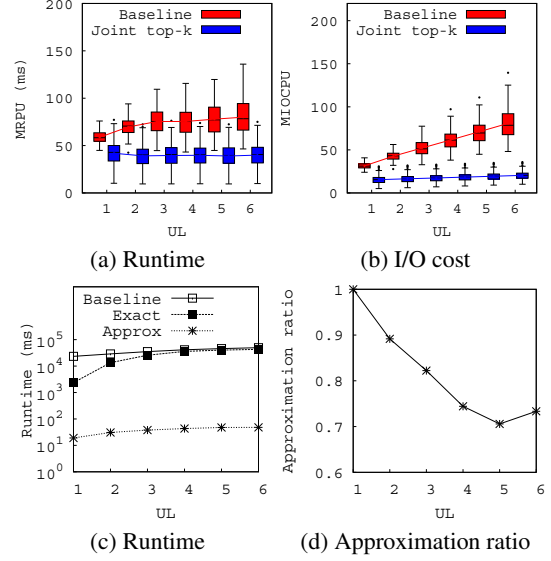 200
150
100
50
0
MRPU (ms)
Baseline
Joint top-k
1 2 3 4 5 6
UL
(a) Runtime
200
150
100
50
0
MIOCPU
Baseline
Joint top-k
1 2 3 4 5 6
UL
(b) I/O cost
10^5
10^4
10^3
10^2
10^1
10^0
Runtime (ms)
Baseline
Exact
Approx
1 2 3 4 5 6
UL
(c) Runtime
1
0.9
0.8
0.7
0.6
Approximation ratio
1 2 3 4 5 6
UL
(d) Approximation ratio